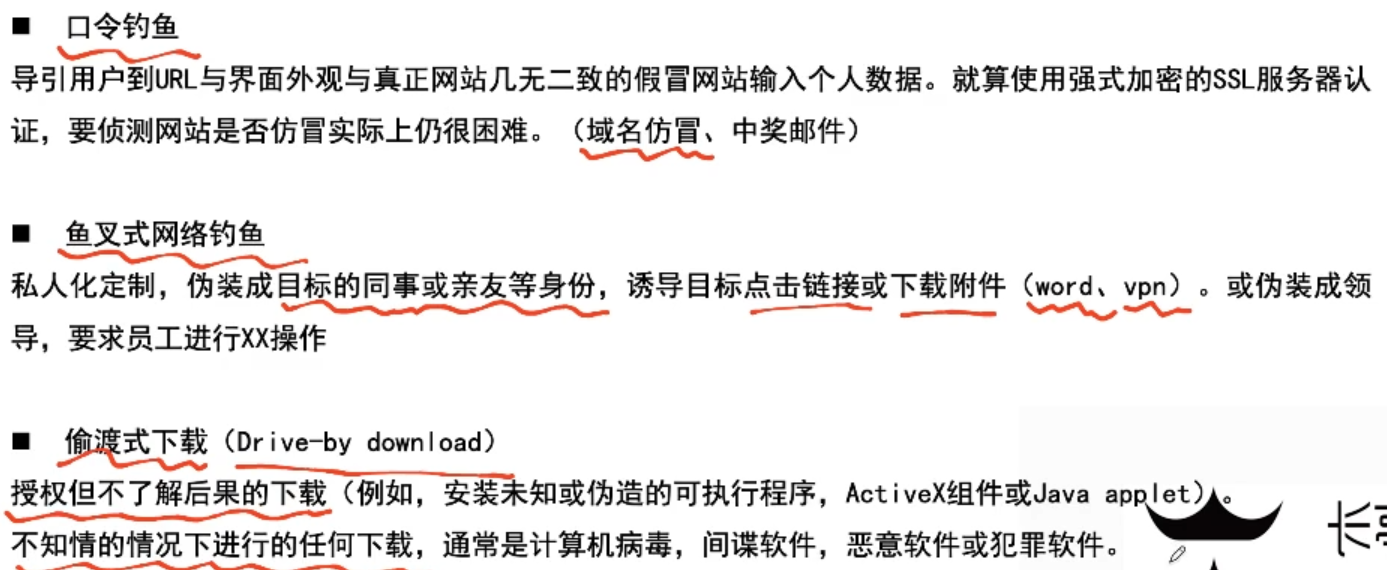 ■ 口令钓鱼
导引用户到URL与界面外观与真正网站几无二致的假冒网站输入个人数据。就算使用强式加密的SSL服务器认
证，要侦测网站是否仿冒实际上仍很困难。（域名仿冒、中奖邮件）
■ 鱼叉式网络钓鱼
私人化定制，伪装成目标的同事或亲友等身份，诱导目标点击链接或下载附件（word、vpn）。或伪装成领
导，要求员工进行XX操作
■ 偷渡式下载（Drive-by download）
授权但不了解后果的下载（例如，安装未知或伪造的可执行程序，ActiveX组件或Java applet）。
不知情的情况下进行的任何下载，通常是计算机病毒，间谍软件，恶意软件或犯罪软件。